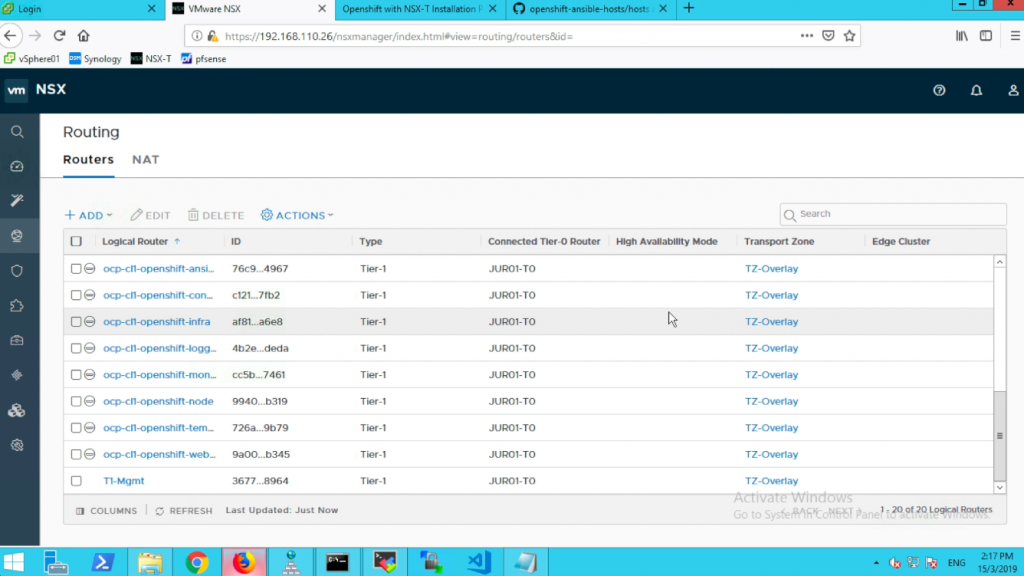 Login
VMware NSX
Openshift with NSX-T Installation
openshift-ansible-hosts/hosts
https://192.168.110.26/nsxmanager/index.html#view=routing/routers&id=
vSphere01 Synology NSX-T pfsense
vm NSX
Routing
Routers NAT
+ ADD EDIT DELETE ACTIONS Search
Logical Router ID Type Connected Tier-0 Router High Availability Mode Transport Zone Edge Cluster
ocp-cl1-openshift-ansi... 76c9...4967 Tier-1 JUR01-T0 TZ-Overlay
ocp-cl1-openshift-con... c121...7fb2 Tier-1 JUR01-T0 TZ-Overlay
ocp-cl1-openshift-infra af81...a6e8 Tier-1 JUR01-T0 TZ-Overlay
ocp-cl1-openshift-logg... 4b2e...deda Tier-1 JUR01-T0 TZ-Overlay
ocp-cl1-openshift-mon... cc5b...7461 Tier-1 JUR01-T0 TZ-Overlay
ocp-cl1-openshift-node 9940...b319 Tier-1 JUR01-T0 TZ-Overlay
ocp-cl1-openshift-tem... 726a...9b79 Tier-1 JUR01-T0 TZ-Overlay
ocp-cl1-openshift-web... 9a00...b345 Tier-1 JUR01-T0 TZ-Overlay
T1-Mgmt 3677...8964 Tier-1 JUR01-T0 TZ-Overlay
Activate Windows
COLUMNS REFRESH Last Updated: Just Now BACK NEXT 1 - 20 of 20 Logical Routers
Go to System in Control Panel to activate Windows.
ENG 2:17 PM
15/3/2019